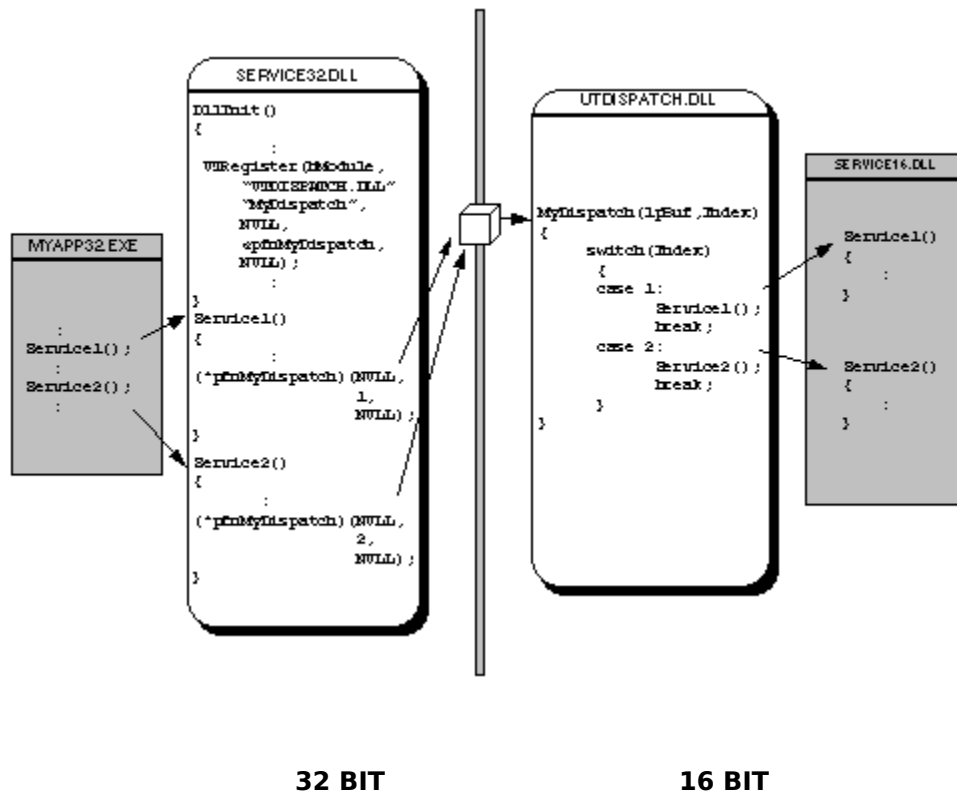 MYAPP32.EXE
:
Service1();
:
Service2();
:
SERVICE32.DLL
DllInit()
{
:
UTRegister(hModule,
"UTDISPATCH.DLL"
"MyDispatch",
NULL,
&pfnMyDispatch,
NULL);
:
}
Service1()
{
:
(*pfnMyDispatch)(NULL,
1,
NULL);
}
Service2()
{
:
(*pfnMyDispatch)(NULL,
2,
NULL);
}
UTDISPATCH.DLL
MyDispatch(lpBuf,Index)
{
switch(Index)
{
case 1:
Service1();
break;
case 2:
Service2();
break;
}
}
SERVICE16.DLL
Service1()
{
:
}
Service2()
{
:
}
32 BIT
16 BIT